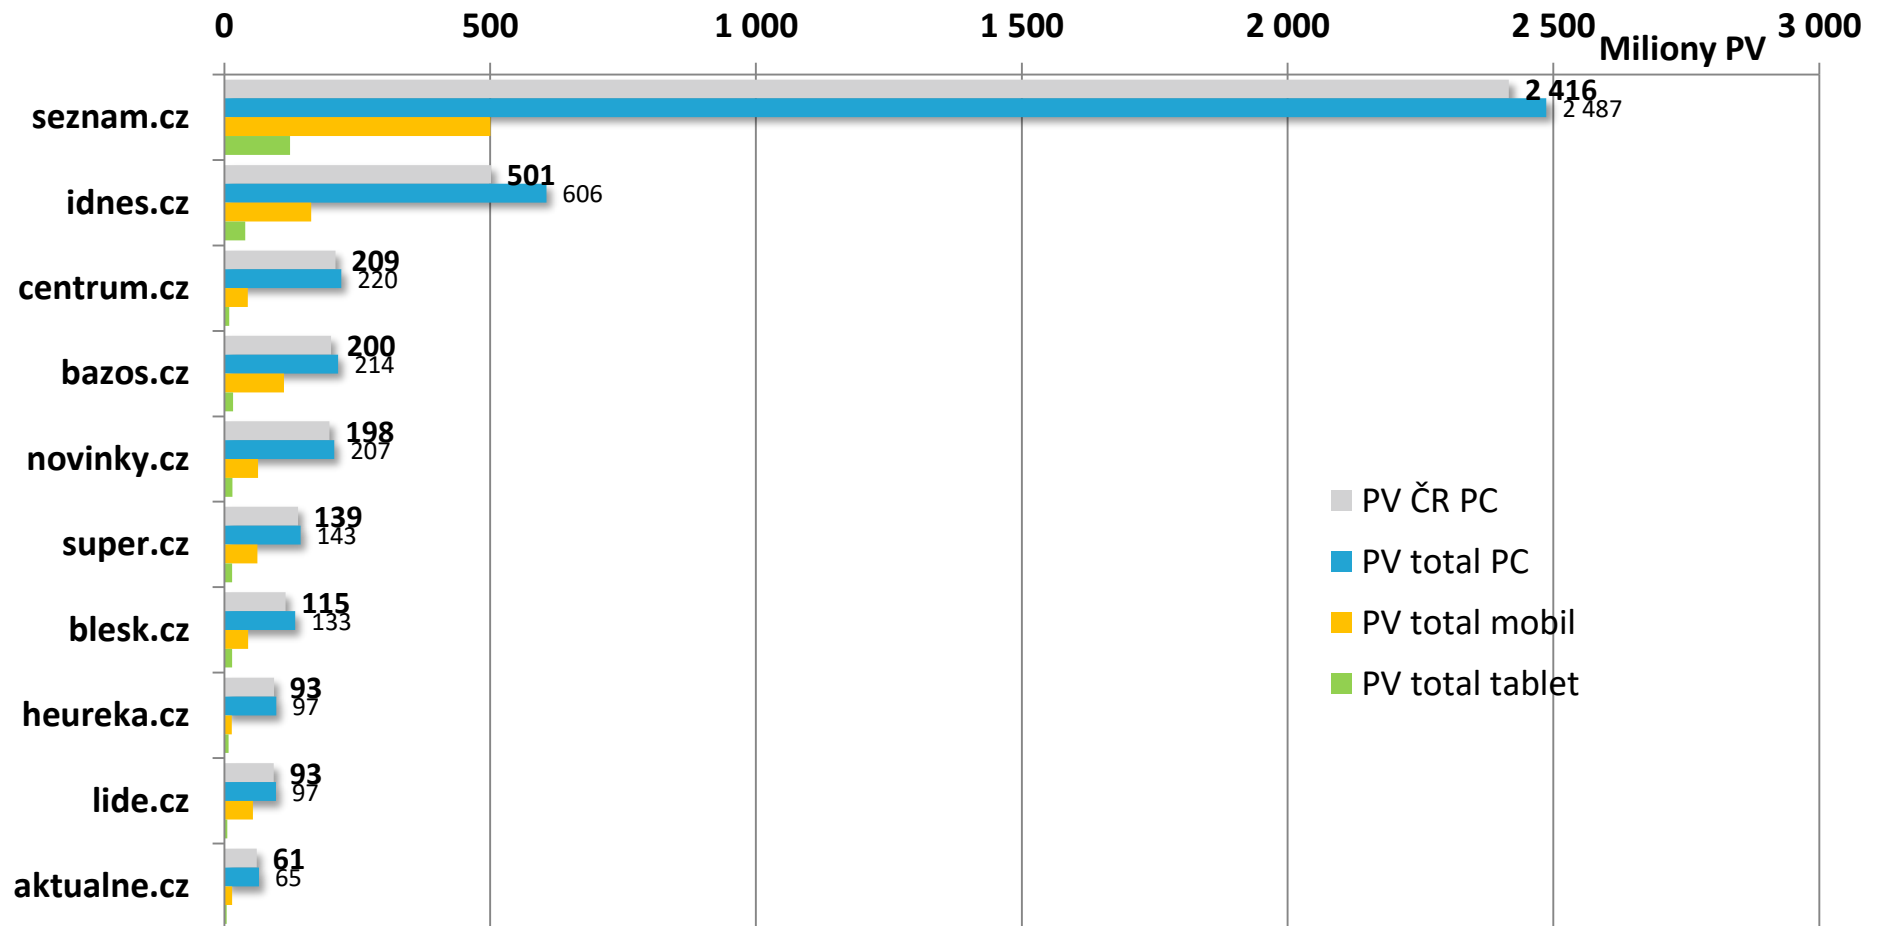 0 500 1 000 1 500 2 000 2 500 3 000
Miliony PV
seznam.cz 2 416
2 487
idnes.cz 501
606
centrum.cz 209
220
bazos.cz 200
214
novinky.cz 198
207
super.cz 139
143
blesk.cz 115
133
heureka.cz 93
97
lide.cz 93
97
aktualne.cz 61
65
PV ČR PC
PV total PC
PV total mobil
PV total tablet